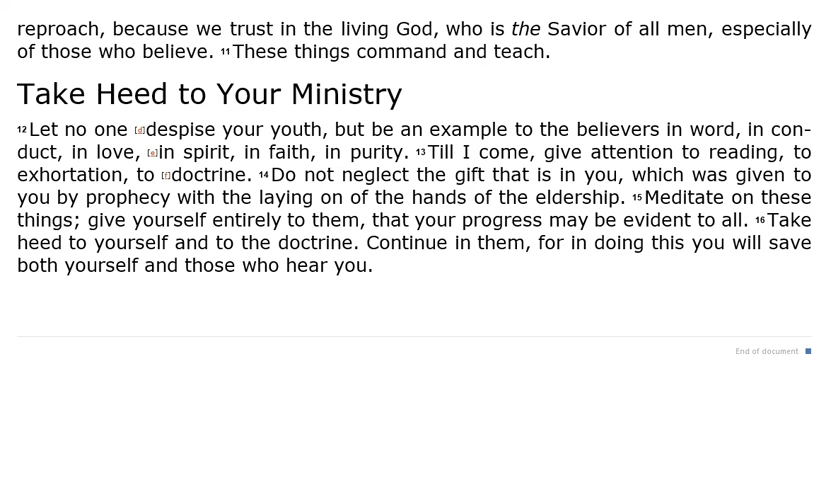 reproach, because we trust in the living God, who is the Savior of all men, especially
of those who believe. 11 These things command and teach.
Take Heed to Your Ministry
12 Let no one [d]despise your youth, but be an example to the believers in word, in con-
duct, in love, [e]in spirit, in faith, in purity. 13 Till I come, give attention to reading, to
exhortation, to [f]doctrine. 14 Do not neglect the gift that is in you, which was given to
you by prophecy with the laying on of the hands of the eldership. 15 Meditate on these
things; give yourself entirely to them, that your progress may be evident to all. 16 Take
heed to yourself and to the doctrine. Continue in them, for in doing this you will save
both yourself and those who hear you.
End of document